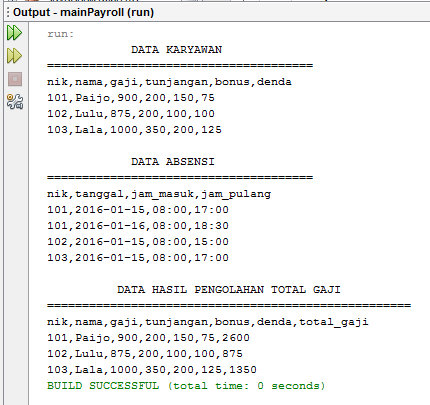 Output - mainPayroll (run)
run:
DATA KARYAWAN
======================================
nik,nama,gaji,tunjangan,bonus,denda
101,Paijo,900,200,150,75
102,Lulu,875,200,100,100
103,Lala,1000,350,200,125
DATA ABSENSI
======================================
nik,tanggal,jam_masuk,jam_pulang
101,2016-01-15,08:00,17:00
101,2016-01-16,08:00,18:30
102,2016-01-15,08:00,15:00
103,2016-01-15,08:00,17:00
DATA HASIL PENGOLAHAN TOTAL GAJI
====================================================
nik,nama,gaji,tunjangan,bonus,denda,total_gaji
101,Paijo,900,200,150,75,2600
102,Lulu,875,200,100,100,875
103,Lala,1000,350,200,125,1350
BUILD SUCCESSFUL (total time: 0 seconds)